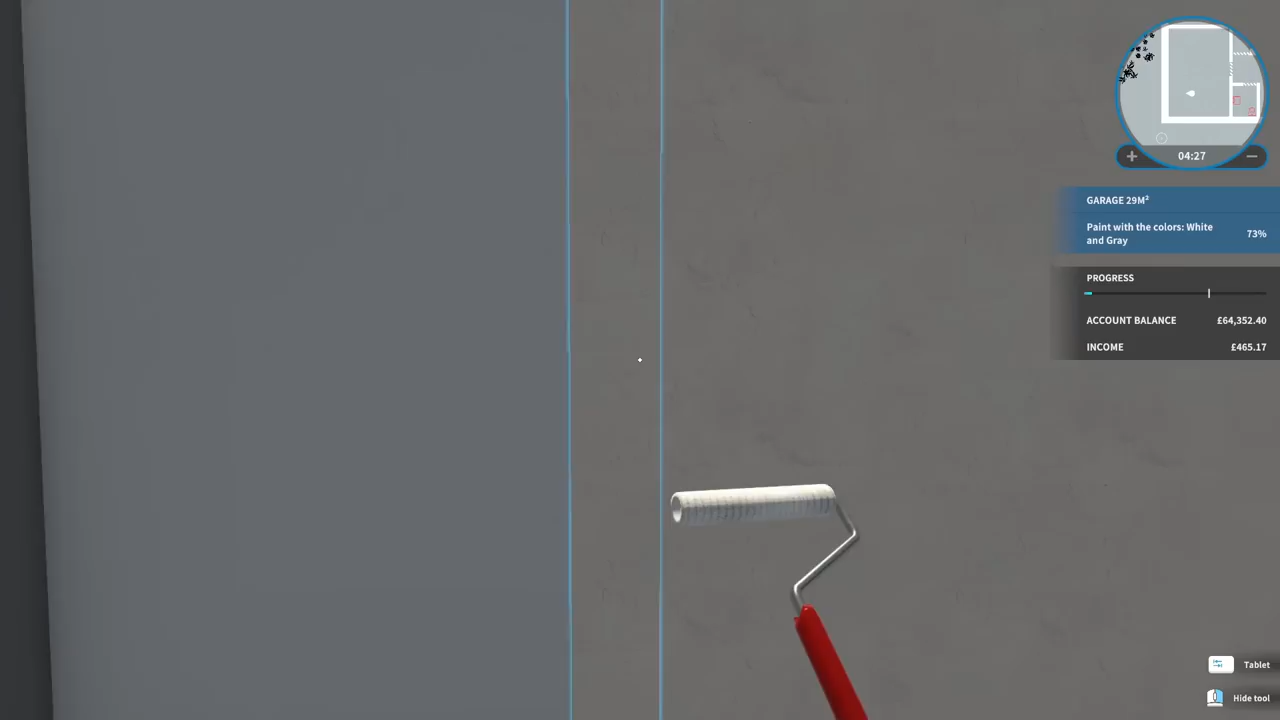 04:27
GARAGE 29M²
Paint with the colors: White
and Gray
73%
PROGRESS
ACCOUNT BALANCE £64,352.40
INCOME £465.17
Tablet
Hide tool